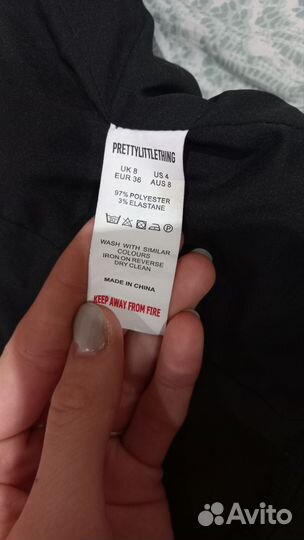 PRETTYLITTLETHING
UK 8 US 4
EUR 36 AUS 8
97% POLYESTER
3% ELASTANE
WASH WITH SIMILAR
COLOURS
IRON ON REVERSE
DRY CLEAN
MADE IN CHINA
KEEP AWAY FROM FIRE
Avito